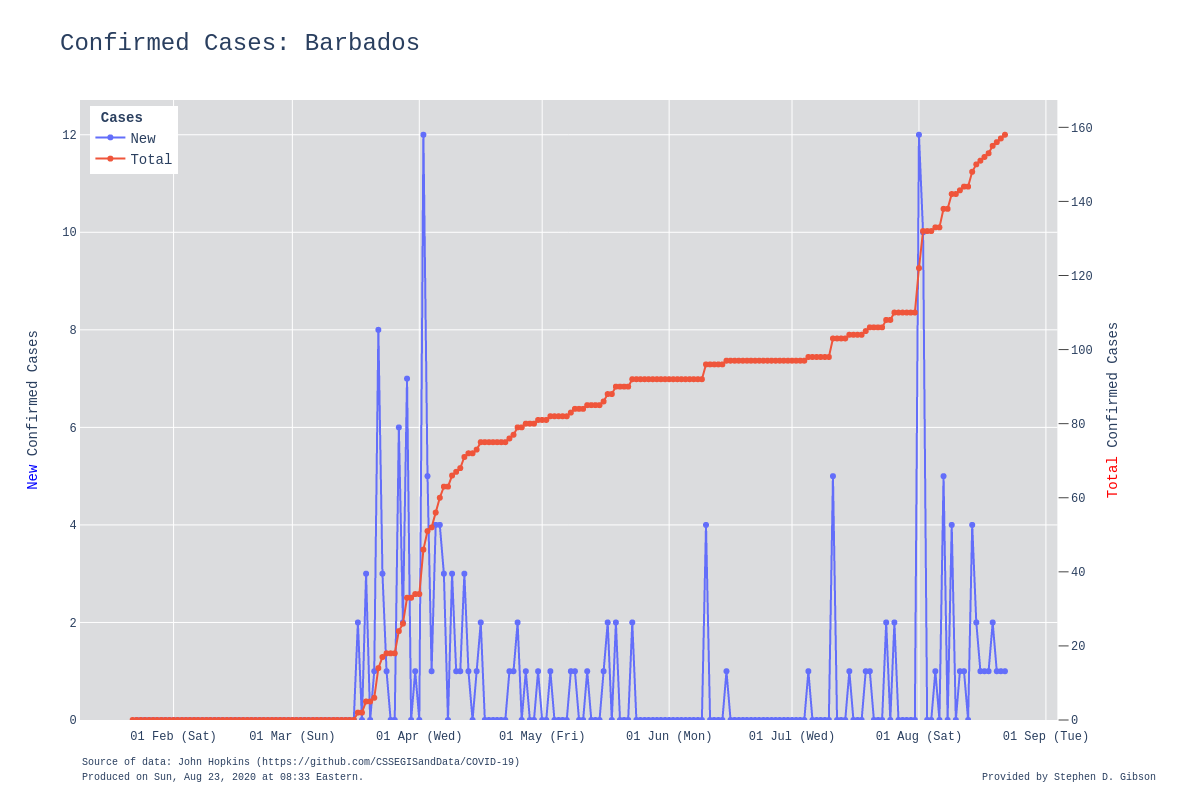 Confirmed Cases: Barbados
Cases
New
Total
12
10
8
6
4
2
0
160
140
120
100
80
60
40
20
0
New Confirmed Cases
Total Confirmed Cases
01 Feb (Sat)
01 Mar (Sun)
01 Apr (Wed)
01 May (Fri)
01 Jun (Mon)
01 Jul (Wed)
01 Aug (Sat)
01 Sep (Tue)
Source of data: John Hopkins (https://github.com/CSSEGISandData/COVID-19)
Produced on Sun, Aug 23, 2020 at 08:33 Eastern.
Provided by Stephen D. Gibson